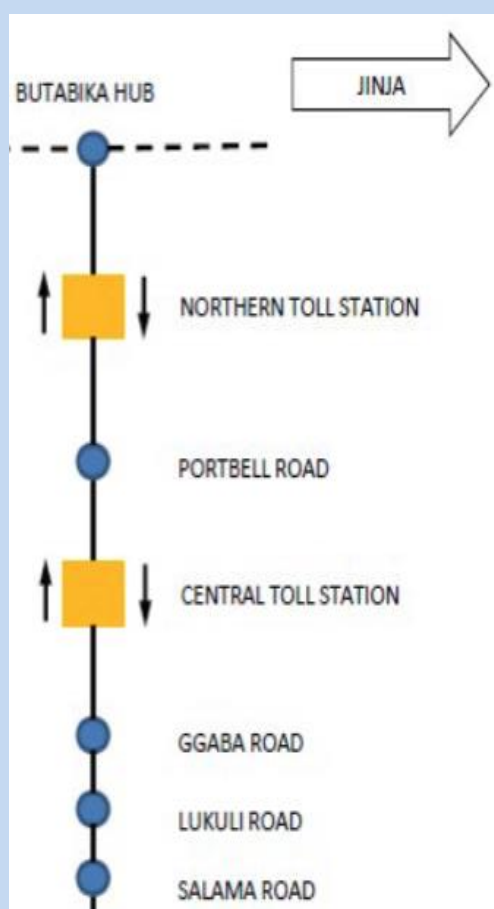 BUTABIKA HUB
JINJA
NORTHERN TOLL STATION
PORTBELL ROAD
CENTRAL TOLL STATION
GGABA ROAD
LUKULI ROAD
SALAMA ROAD